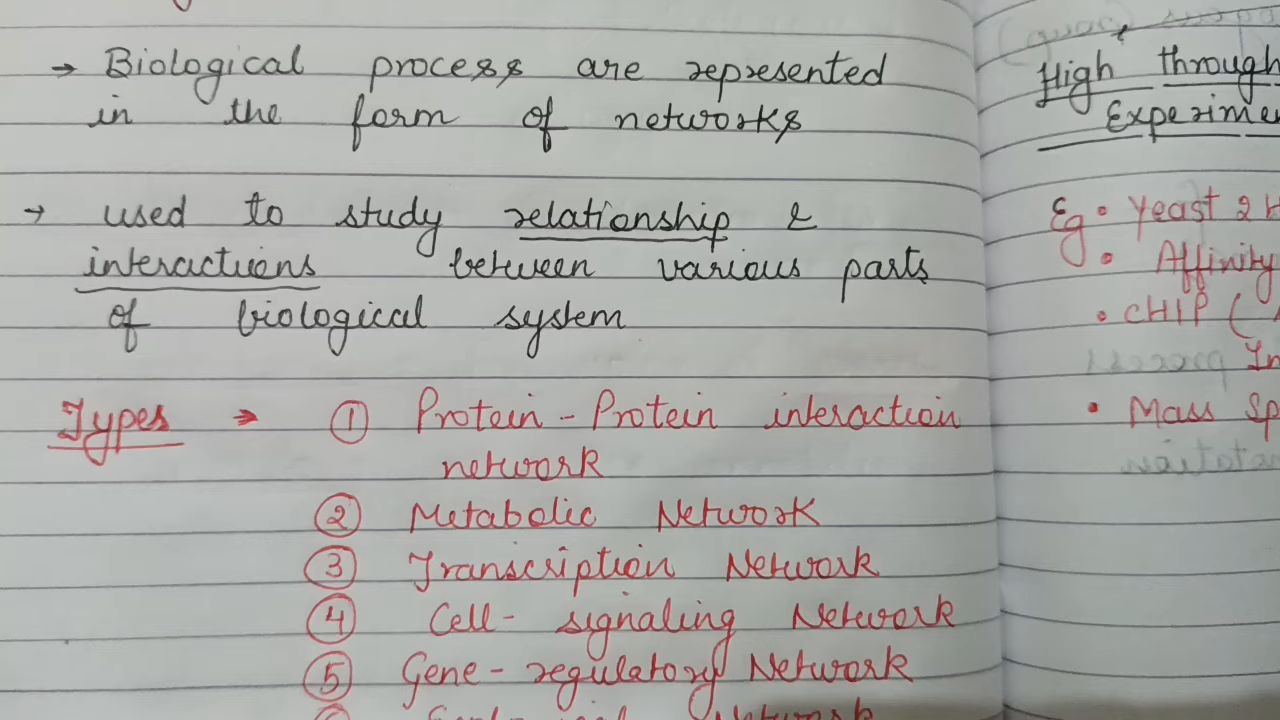 → Biological process are represented
in the form of networks
→ used to study relationship &
interactions between various parts
of biological system
Types → ① Protein-Protein interaction
network
② Metabolic Network
③ Transcription Network
④ Cell-signaling Network
⑤ Gene-regulatory Network
High through
Experime
Eg • Yeast 2 H
• Affinity
• CHIP (
In
• Mass Sp